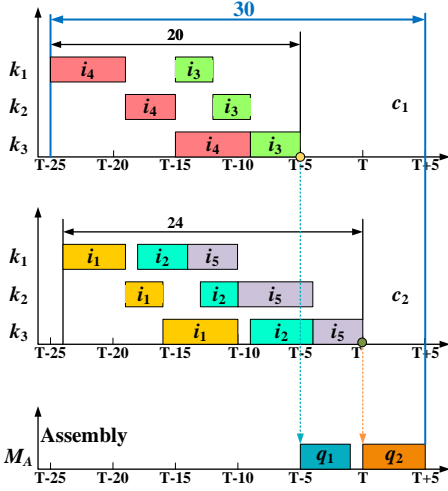 30
20
k1 i4 i3
k2 i4 i3 c1
k3 i4 i3
T-25 T-20 T-15 T-10 T-5 T T+5
24
k1 i1 i2 i5
k2 i1 i2 i5 c2
k3 i1 i2 i5
T-25 T-20 T-15 T-10 T-5 T T+5
Assembly
MA q1 q2
T-25 T-20 T-15 T-10 T-5 T T+5